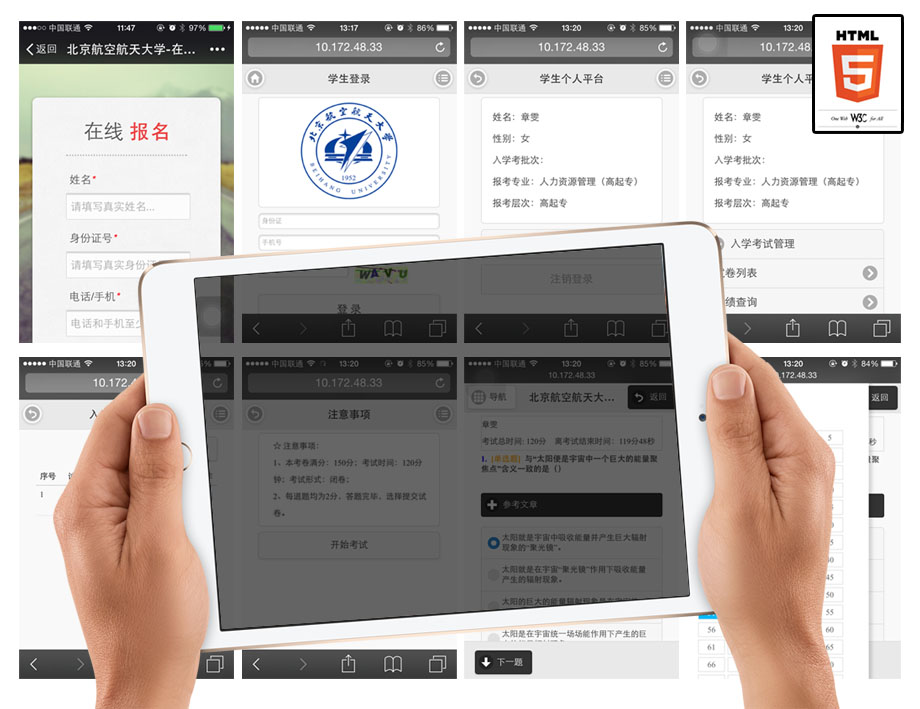 中国联通 11:47 97%
返回 北京航空航天大学-在...
在线 报名
姓名*
请填写真实姓名...
身份证号*
请填写真实身份证
电话/手机*
电话和手机至少
中国联通 13:17 86%
10.172.48.33
学生登录
北京航空航天大学
1952
BEIHANG UNIVERSITY
身份证
手机号
登录
中国联通 13:20 85%
10.172.48.33
学生个人平台
姓名：章雯
性别：女
入学考批次：
报考专业：人力资源管理（高起专）
报考层次：高起专
注销登录
中国联通 13:20
10.172.48.33
学生个人平
姓名：章雯
性别：女
入学考批次：
报考专业：人力资源管理（高起专）
报考层次：高起专
入学考试管理
卷列表
绩查询
HTML
5
One Web W3C for All
中国联通 13:20
10.172.4
入
序号
1
中国联通 13:20 85%
10.172.48.33
注意事项
☆注意事项：
1、本考卷满分：150分；考试时间：120分
钟；考试形式：闭卷；
2、每道题均为2分，答题完毕，选择提交试
卷。
开始考试
中国联通 13:20 85%
10.172.48.33
导航 北京航空航天大... 返回
章雯
考试总时间：120分 离考试结束时间：119分48秒
1. [单选题] 与“太阳便是宇宙中一个巨大的能量聚
焦点”含义一致的是（）
参考文章
太阳就是宇宙中吸收能量并产生巨大辐射
现象的“聚光镜”。
太阳就是在宇宙“聚光镜”作用下吸收能量
产生的辐射现象。
太阳的巨大的能量辐射现象是在宇宙
太阳是在宇宙统一场场能作用下产生的巨
下一题
13:20 84%
.172.48.33
返回
秒
聚
5
45
50
55
56 60
61 65
66